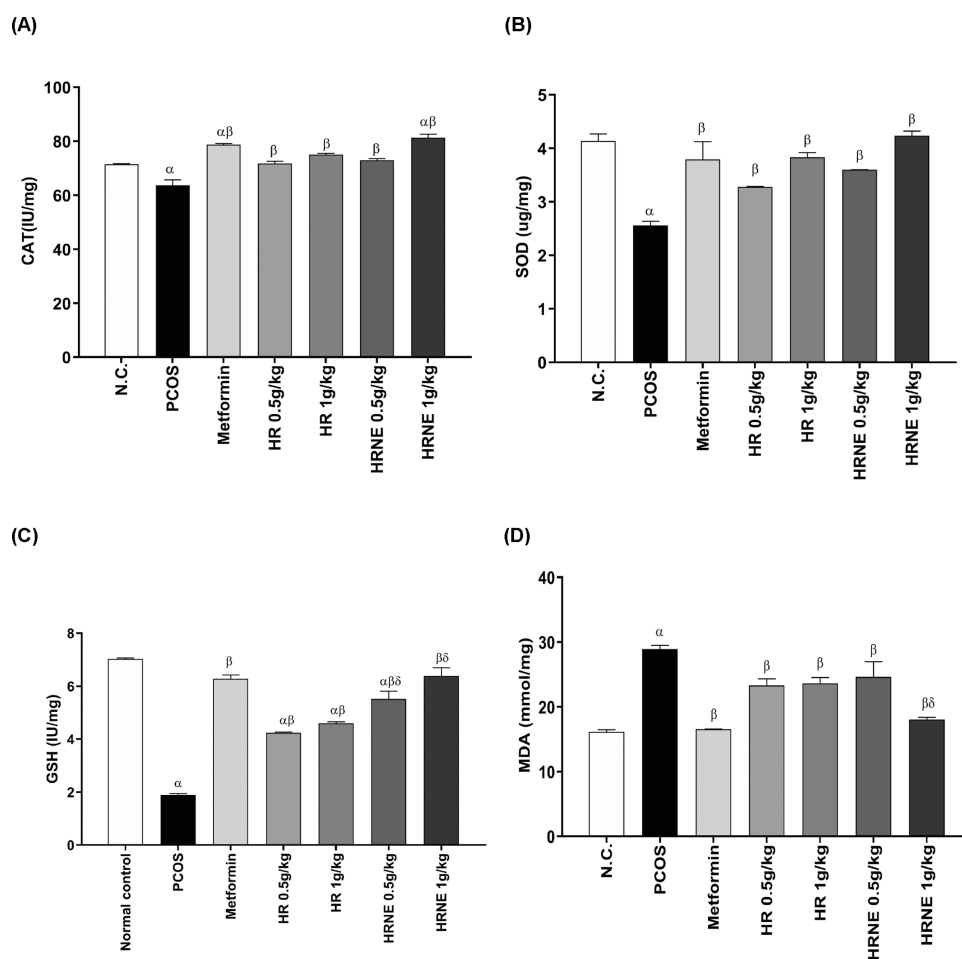 (A)
CAT(IU/mg)
100
80
60
40
20
0
α
αβ
β
β
β
αβ
N.C.
PCOS
Metformin
HR 0.5g/kg
HR 1g/kg
HRNE 0.5g/kg
HRNE 1g/kg
(B)
SOD (ug/mg)
5
4
3
2
1
0
α
β
β
β
β
β
N.C.
PCOS
Metformin
HR 0.5g/kg
HR 1g/kg
HRNE 0.5g/kg
HRNE 1g/kg
(C)
GSH (IU/mg)
8
6
4
2
0
α
β
αβ
αβ
αβδ
βδ
Normal control
PCOS
Metformin
HR 0.5g/kg
HR 1g/kg
HRNE 0.5g/kg
HRNE 1g/kg
(D)
MDA (mmol/mg)
40
30
20
10
0
α
β
β
β
β
βδ
N.C.
PCOS
Metformin
HR 0.5g/kg
HR 1g/kg
HRNE 0.5g/kg
HRNE 1g/kg